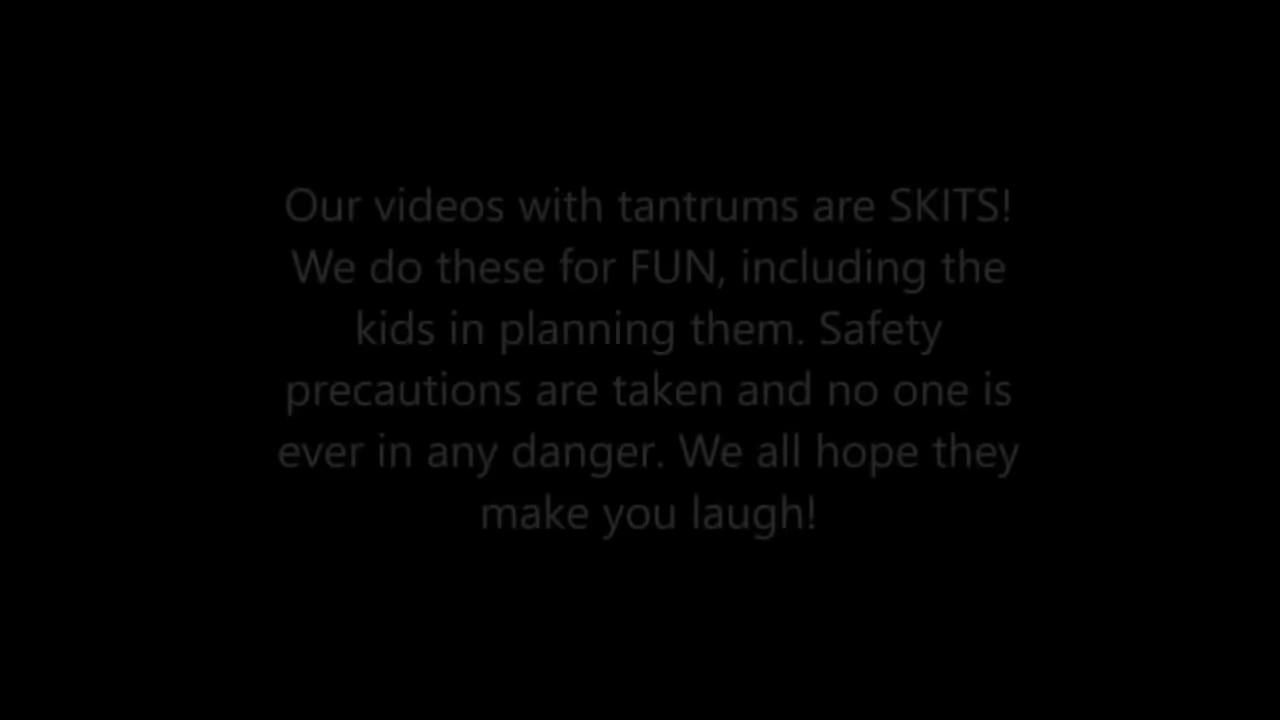 Our videos with tantrums are SKITS!
We do these for FUN, including the
kids in planning them. Safety
precautions are taken and no one is
ever in any danger. We all hope they
make you laugh!